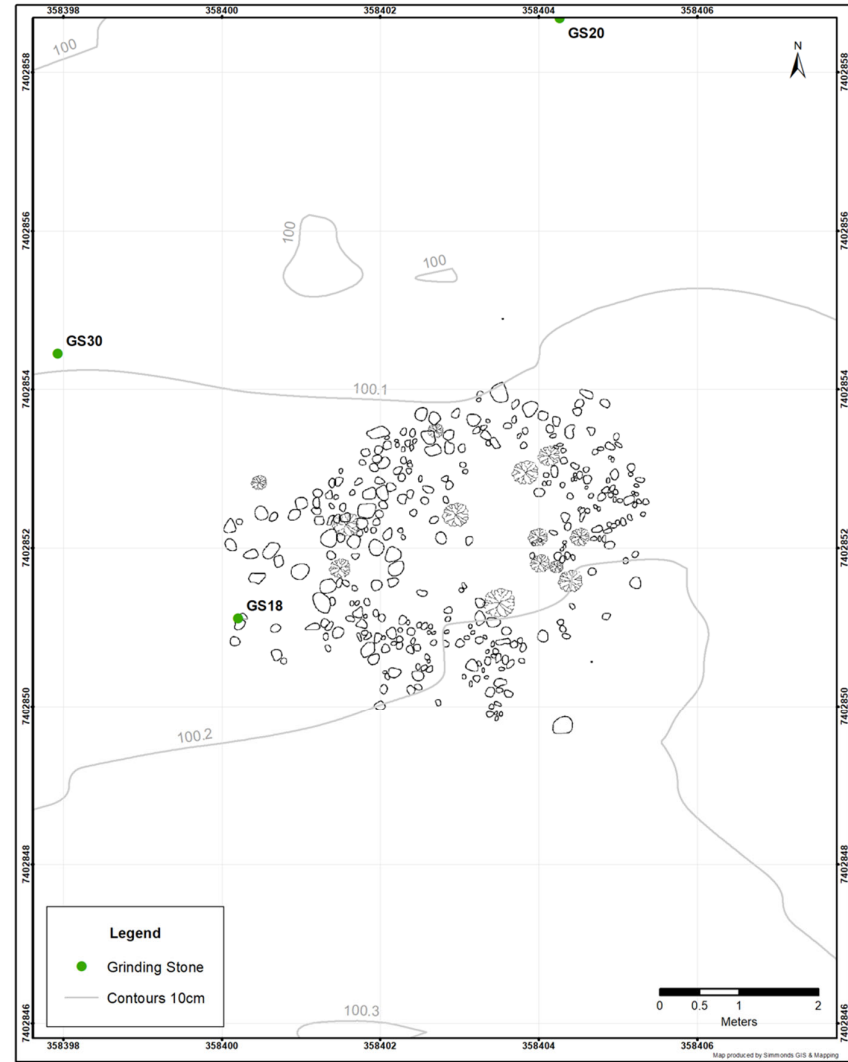 358398 358400 358402 358404 358406
GS20
100
N
7402858 7402858
7402856 7402856
100
100
GS30
7402854 7402854
100.1
7402852 7402852
GS18
7402850 7402850
100.2
7402848 7402848
Legend
Grinding Stone
Contours 10cm
100.3
0 0.5 1 2
Meters
7402846 7402846
Map produced by Simmonds GIS & Mapping
358398 358400 358402 358404 358406